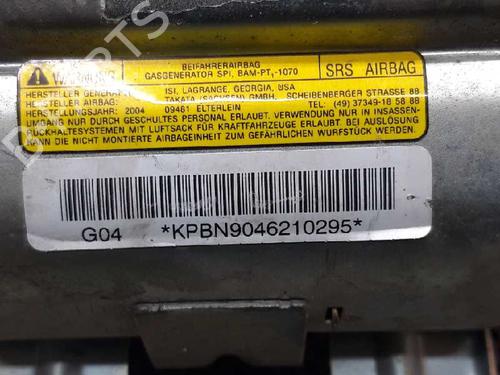 WARNUNG
BEIFAHRERAIRBAG
GASGENERATOR SPI, BAM-PT1-1070
SRS AIRBAG
HERSTELLER GENERAT
ISI, LAGRANGE, GEORGIA, USA
HERSTELLER AIRBAG: TAKATA (SACHSEN) GMBH, SCHEIBENBERGER STRASSE 88
HERSTELLUNGSJAHR: 2004 09481 ELTERLEIN TEL: (49) 37349-18 58 88
UMGANG NUR DURCH GESCHULTES PERSONAL ERLAUBT. VERWENDUNG NUR IN INSASSEN-
RÜCKHALTESYSTEMEN MIT LUFTSACK FÜR KRAFTFAHRZEUGE ERLAUBT. BEI AUSLÖSUNG
KANN DIE NICHT MONTIERTE AIRBAGEINHEIT ZUM GEFÄHRLICHEN WURFSTÜCK WERDEN.
G04 *KPBN9046210295*